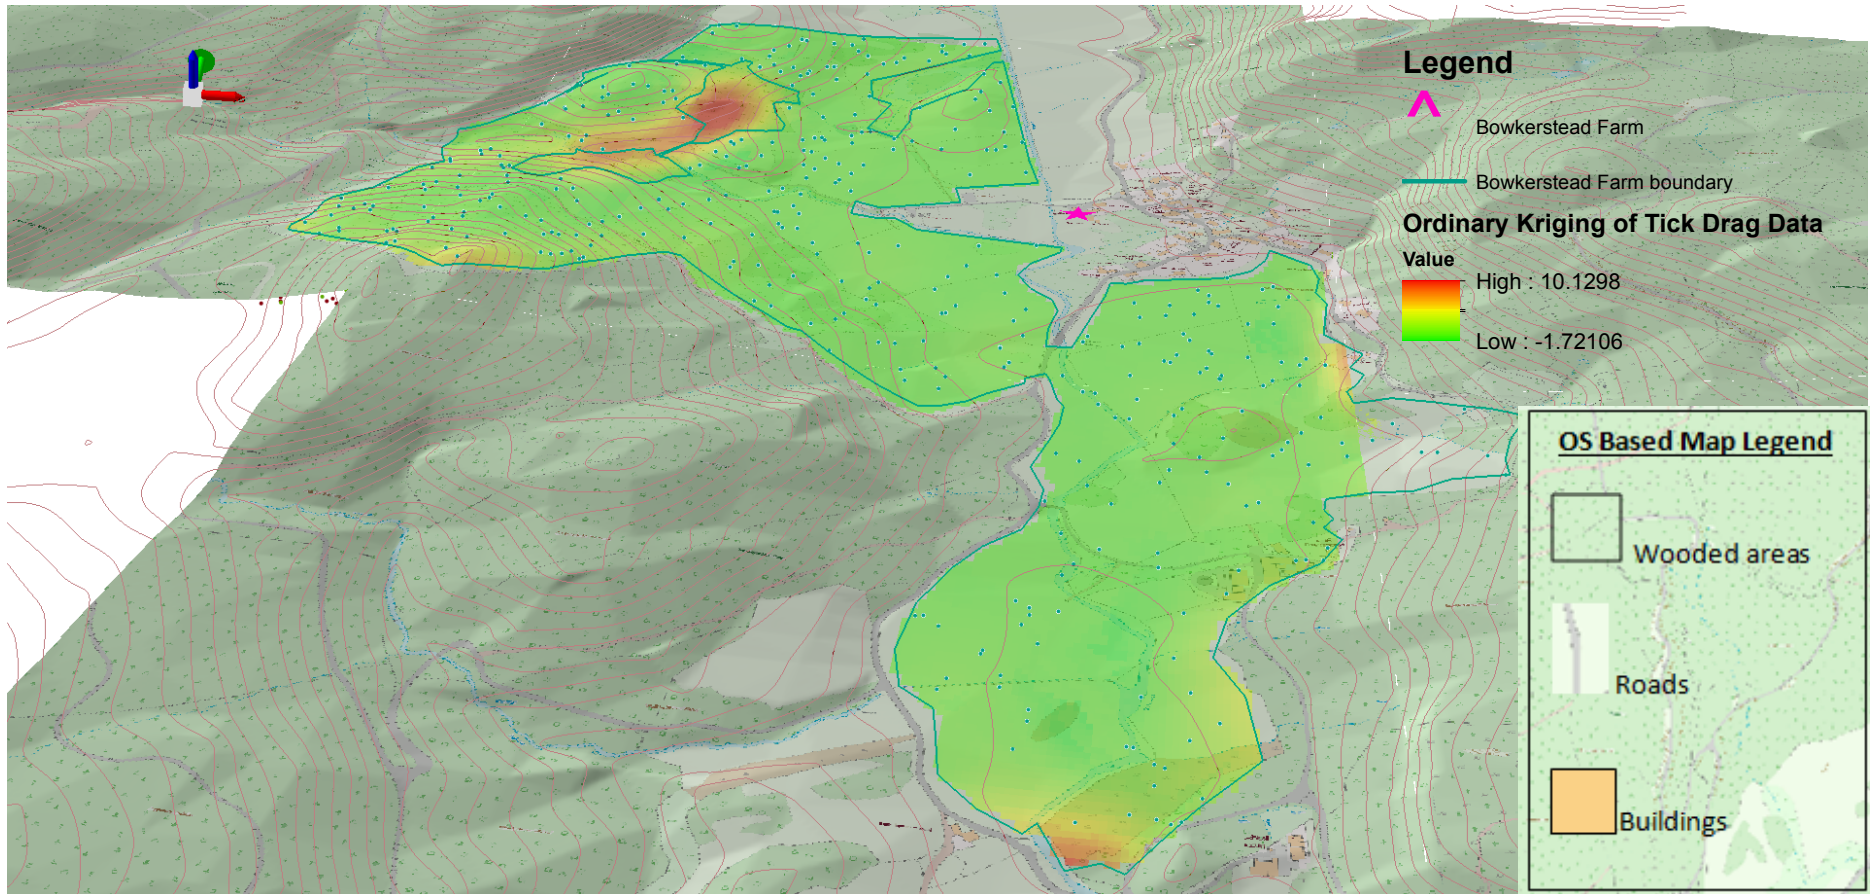 Legend
Bowkerstead Farm
Bowkerstead Farm boundary
Ordinary Kriging of Tick Drag Data
Value
High : 10.1298
Low : -1.72106
OS Based Map Legend
Wooded areas
Roads
Buildings